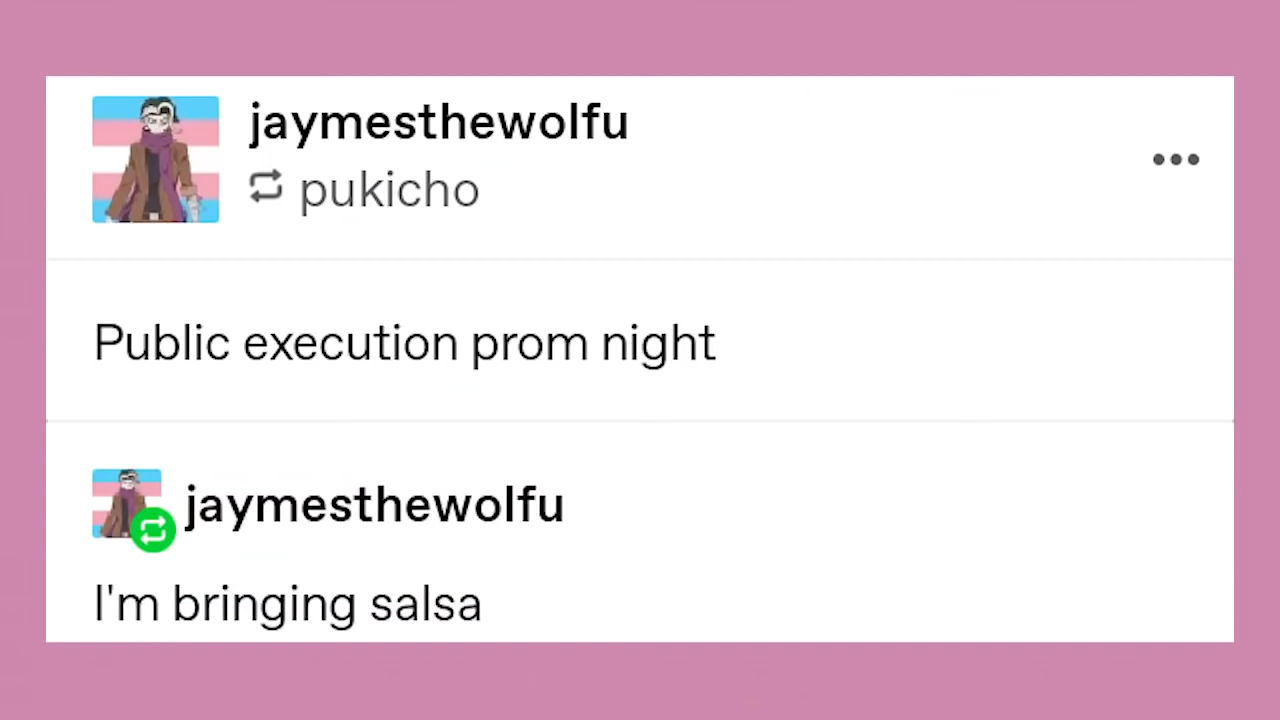 jaymesthewolfu
pukicho
Public execution prom night
jaymesthewolfu
I'm bringing salsa